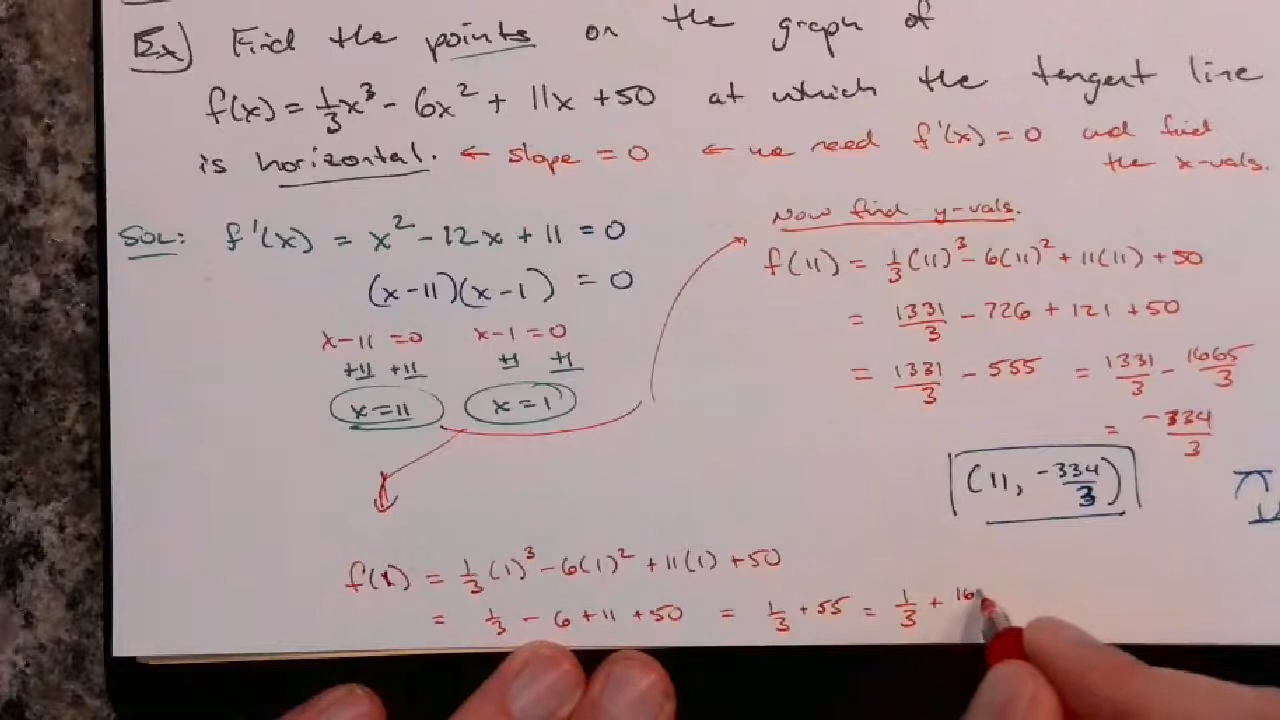 Ex) Find the points on the graph of
f(x) = 1/3 x³ - 6x² + 11x + 50 at which the tangent line
is horizontal. ← slope = 0 ← we need f'(x) = 0 and find
the x-vals.
SOL: f'(x) = x² - 12x + 11 = 0
(x-11)(x-1) = 0
x-11 = 0 x-1 = 0
+11 +11 +1 +1
x = 11 x = 1
Now find y-vals.
f(11) = 1/3 (11)³ - 6(11)² + 11(11) + 50
= 1331/3 - 726 + 121 + 50
= 1331/3 - 555 = 1331/3 - 1665/3
= -334/3
(11, -334/3)
f(1) = 1/3 (1)³ - 6(1)² + 11(1) + 50
= 1/3 - 6 + 11 + 50 = 1/3 + 55 = 1/3 + 16